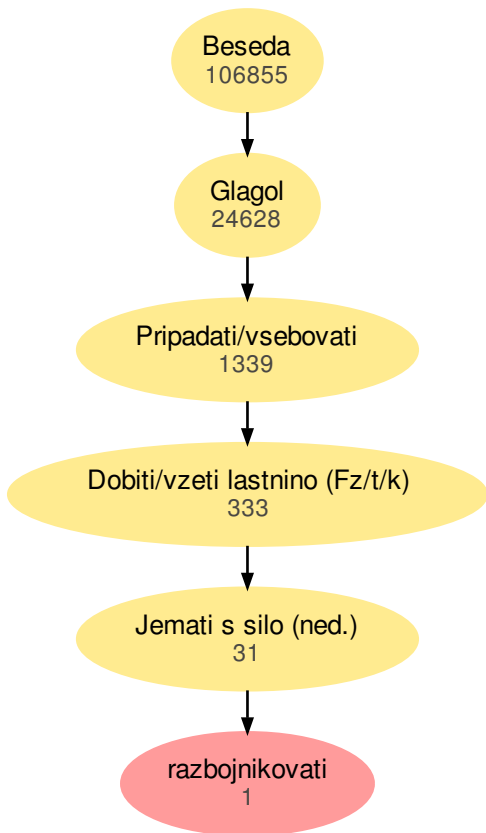 Beseda
106855
Glagol
24628
Pripadati/vsebovati
1339
Dobiti/vzeti lastnino (Fz/t/k)
333
Jemati s silo (ned.)
31
razbojnikovati
1